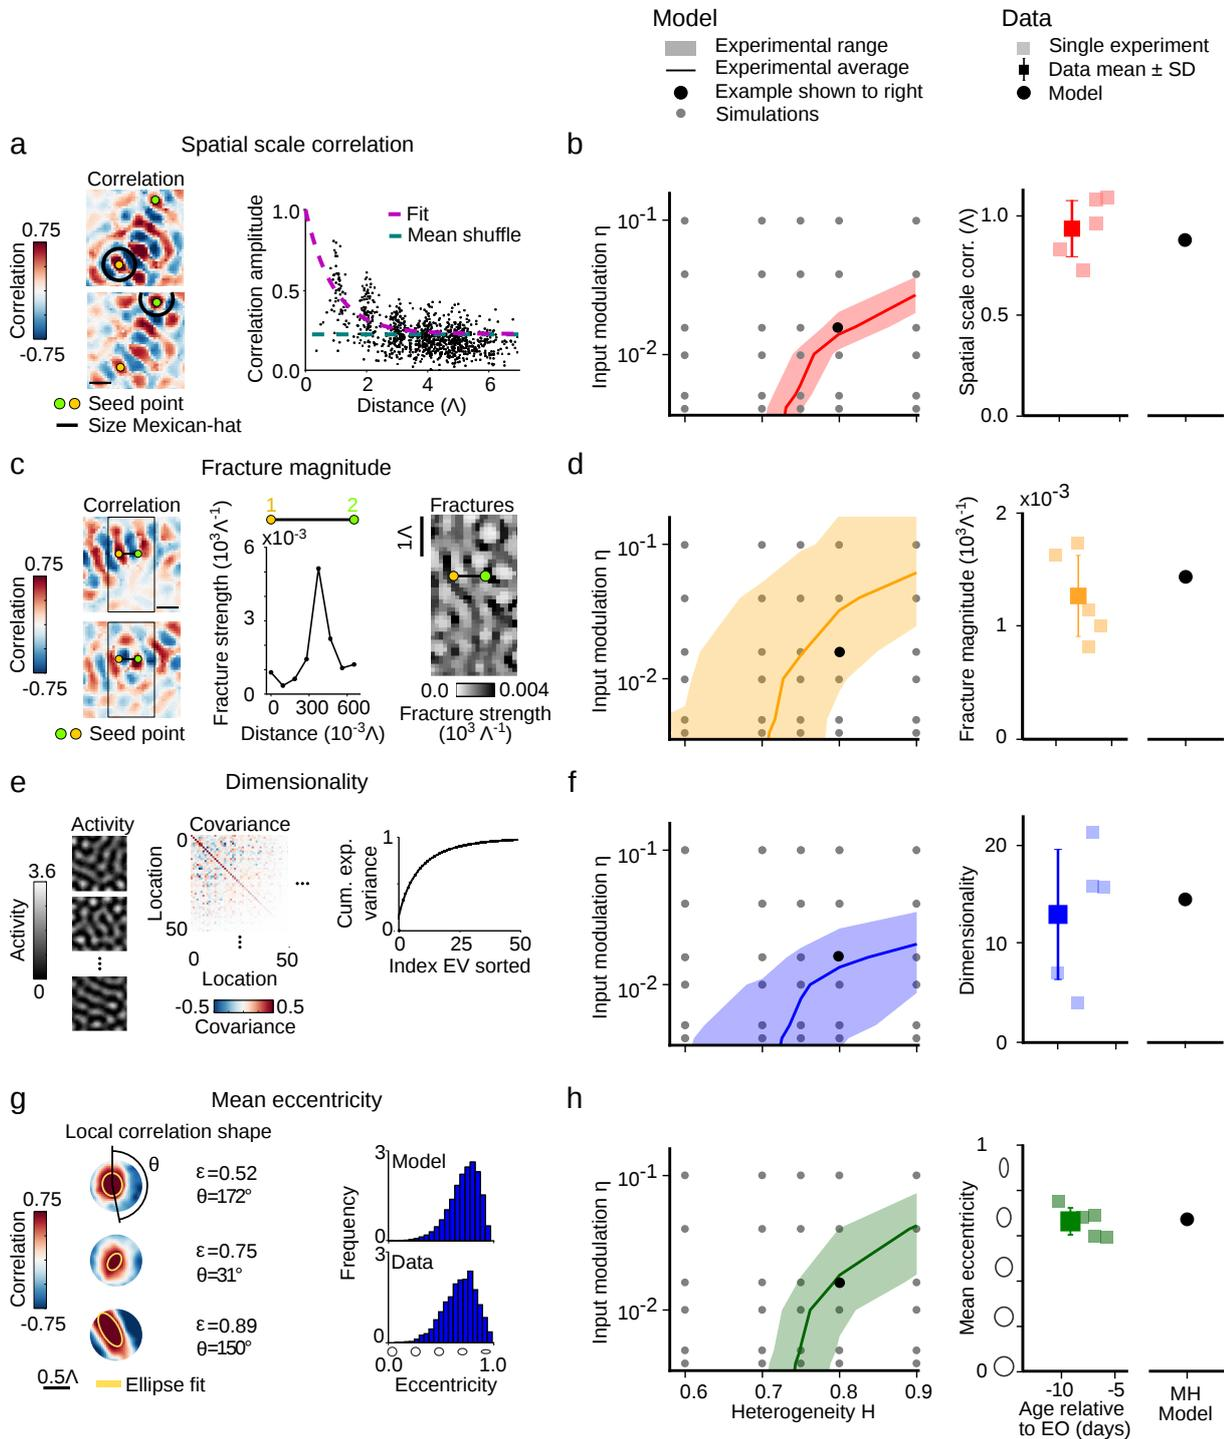 Model
Experimental range
Experimental average
Example shown to right
Simulations
Data
Single experiment
Data mean ± SD
Model
a
Spatial scale correlation
Correlation
0.75
Correlation
-0.75
Seed point
Size Mexican-hat
Correlation amplitude
1.0
0.5
0.0
Fit
Mean shuffle
0 2 4 6
Distance (Λ)
b
Input modulation η
10-1
10-2
Spatial scale corr. (Λ)
1.0
0.5
0.0
c
Fracture magnitude
Correlation
0.75
Correlation
-0.75
Seed point
1 2
x10-3
Fracture strength (10³Λ-1)
6
3
0
0 300 600
Distance (10-3Λ)
Fractures
1Λ
0.0 0.004
Fracture strength
(10³ Λ-1)
d
Input modulation η
10-1
10-2
x10-3
Fracture magnitude (10³Λ-1)
2
1
0
e
Dimensionality
Activity
3.6
Activity
0
Covariance
0
Location
50
0 50
Location
-0.5 0.5
Covariance
Cum. exp.
variance
1
0
0 25 50
Index EV sorted
f
Input modulation η
10-1
10-2
Dimensionality
20
10
0
g
Mean eccentricity
Local correlation shape
0.75
Correlation
-0.75
θ
ε=0.52
θ=172°
ε=0.75
θ=31°
ε=0.89
θ=150°
0.5Λ
Ellipse fit
Frequency
3
Model
0
3
Data
0
0.0 1.0
Eccentricity
h
Input modulation η
10-1
10-2
0.6 0.7 0.8 0.9
Heterogeneity H
Mean eccentricity
1
0
-10 -5
Age relative
to EO (days)
MH
Model